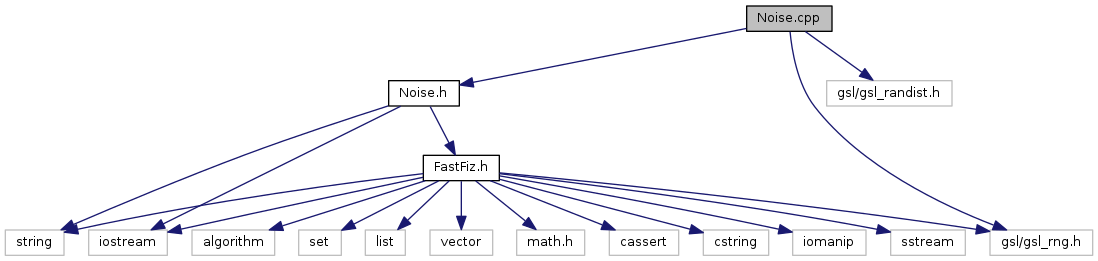 Noise.cpp
Noise.h
gsl/gsl_randist.h
FastFiz.h
string
iostream
algorithm
set
list
vector
math.h
cassert
cstring
iomanip
sstream
gsl/gsl_rng.h